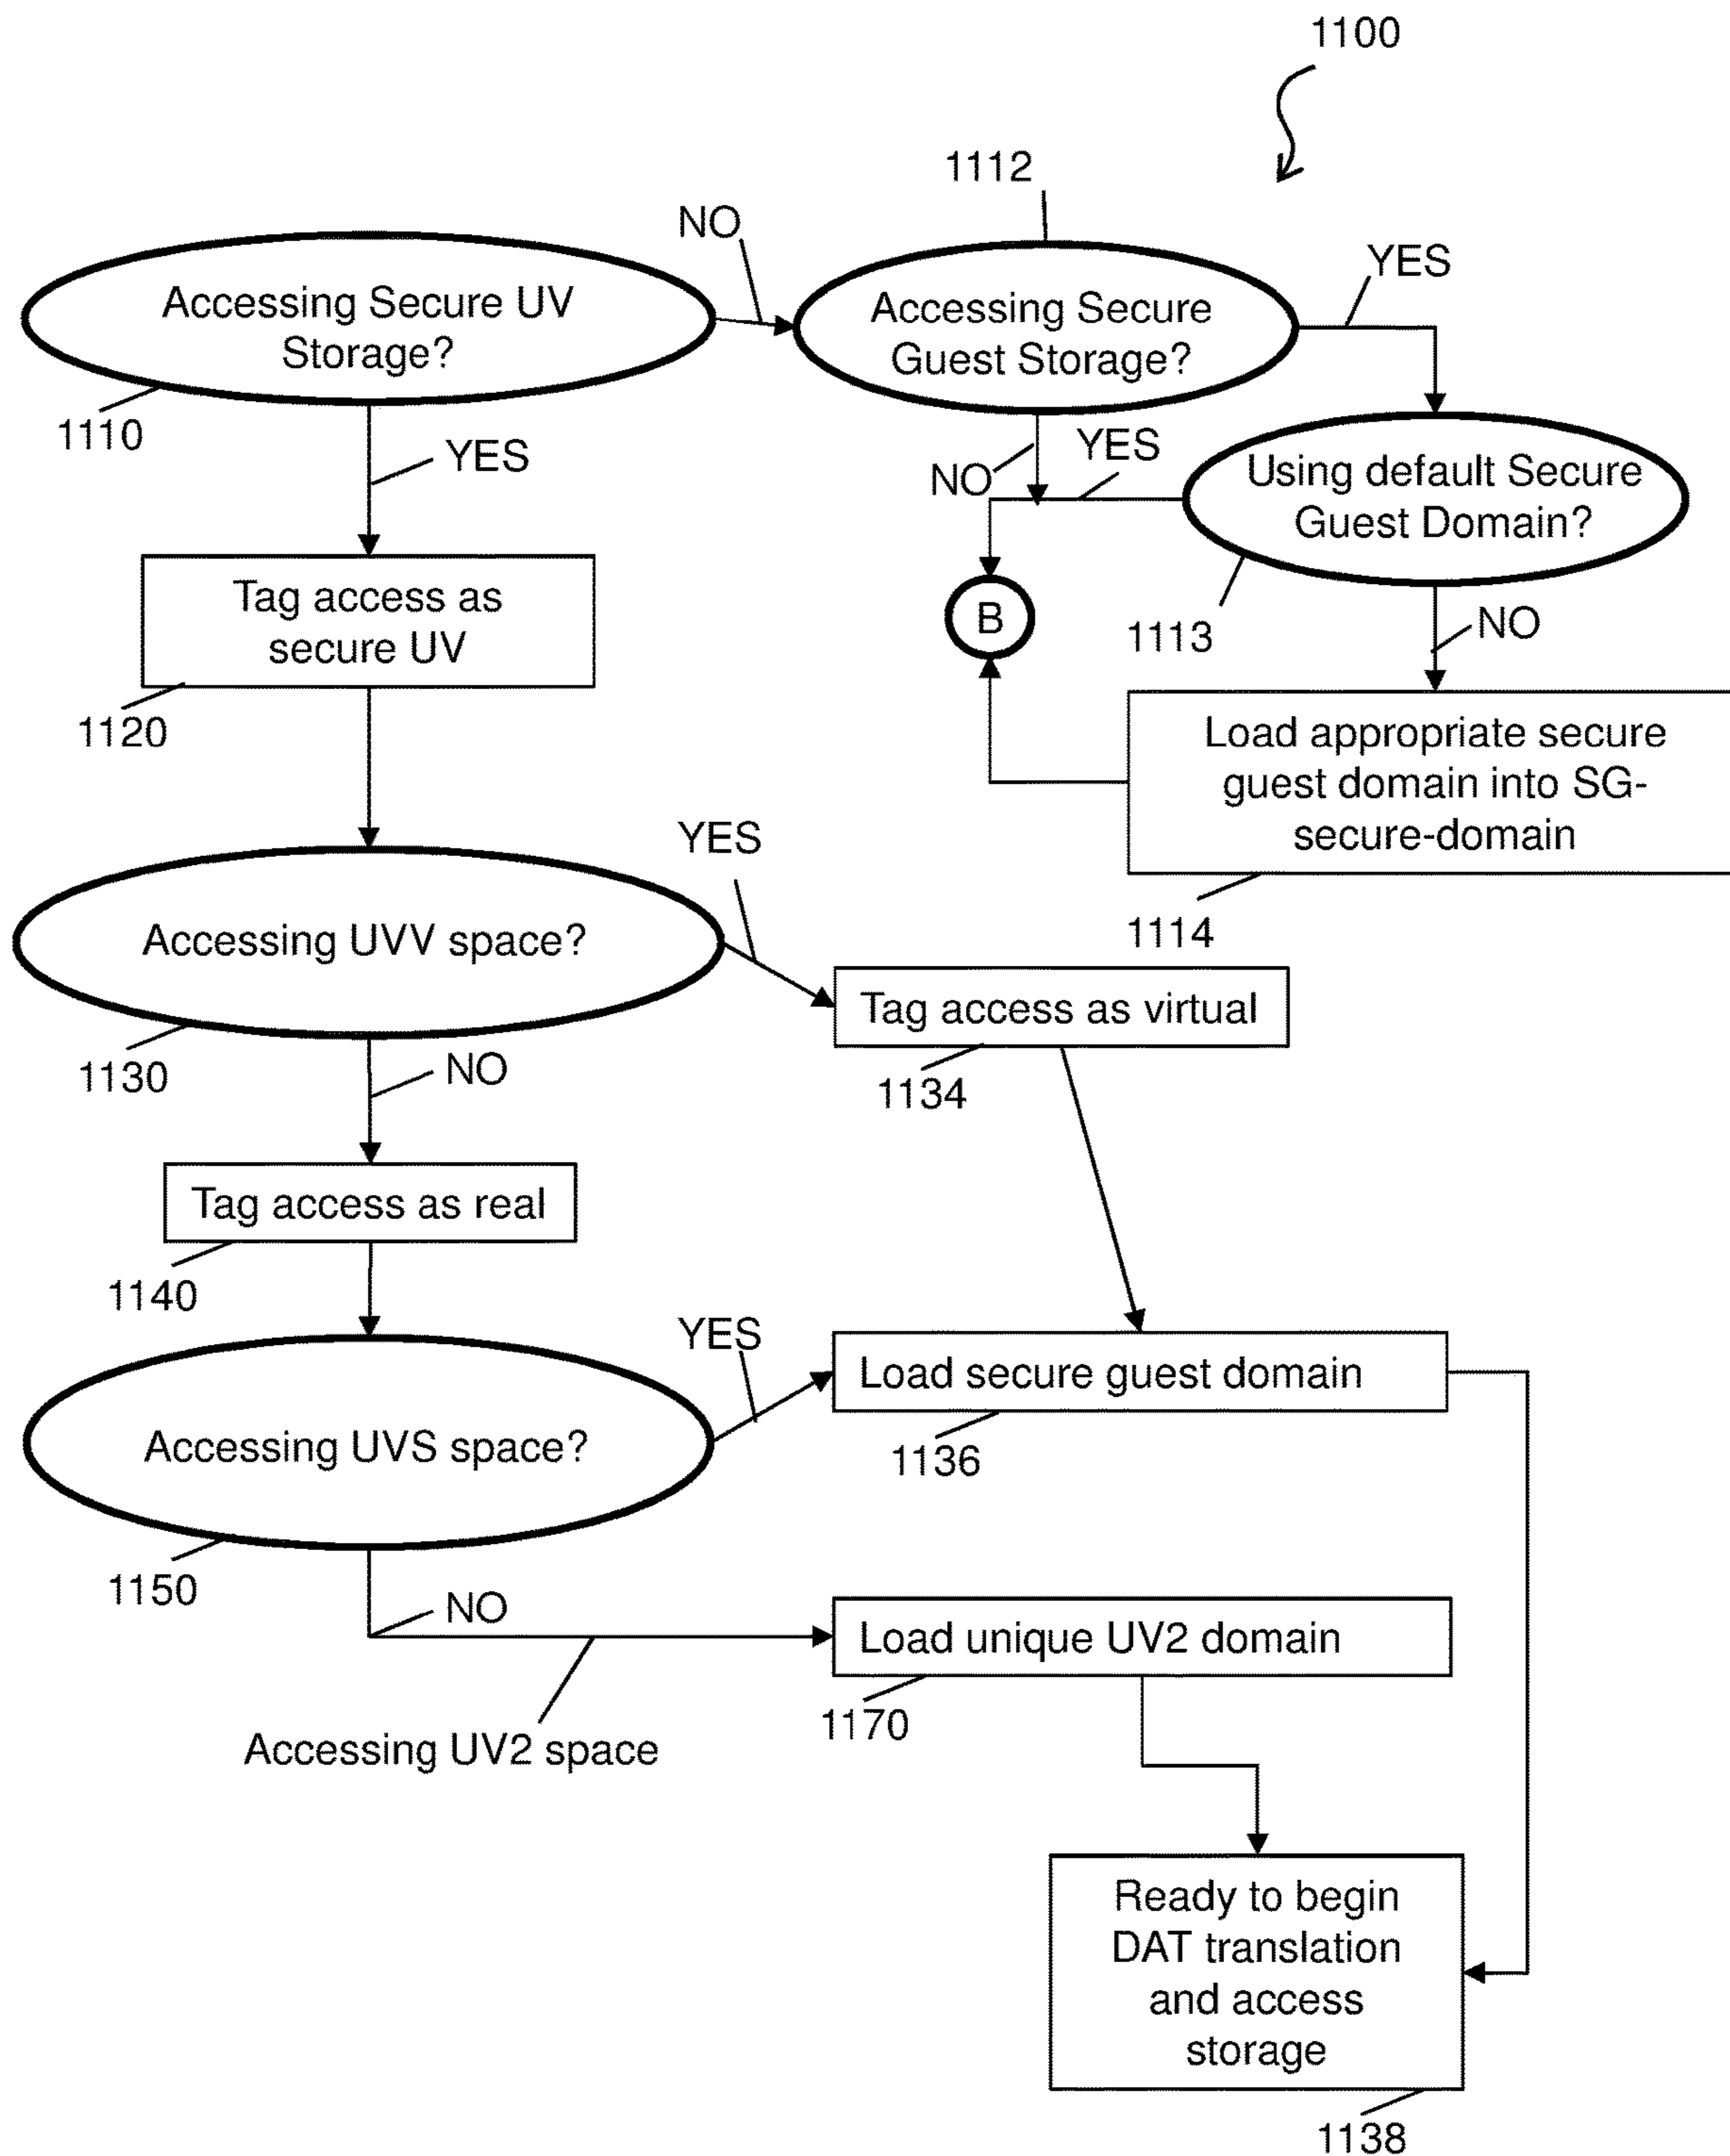 1100
1112
NO
YES
Accessing Secure UV
Storage?
Accessing Secure
Guest Storage?
1110
YES
NO
YES
Using default Secure
Guest Domain?
Tag access as
secure UV
B
1113
NO
1120
Load appropriate secure
guest domain into SG-
secure-domain
YES
1114
Accessing UVV space?
Tag access as virtual
1130
NO
1134
Tag access as real
1140
YES
Load secure guest domain
Accessing UVS space?
1136
1150
NO
Load unique UV2 domain
1170
Accessing UV2 space
Ready to begin
DAT translation
and access
storage
1138